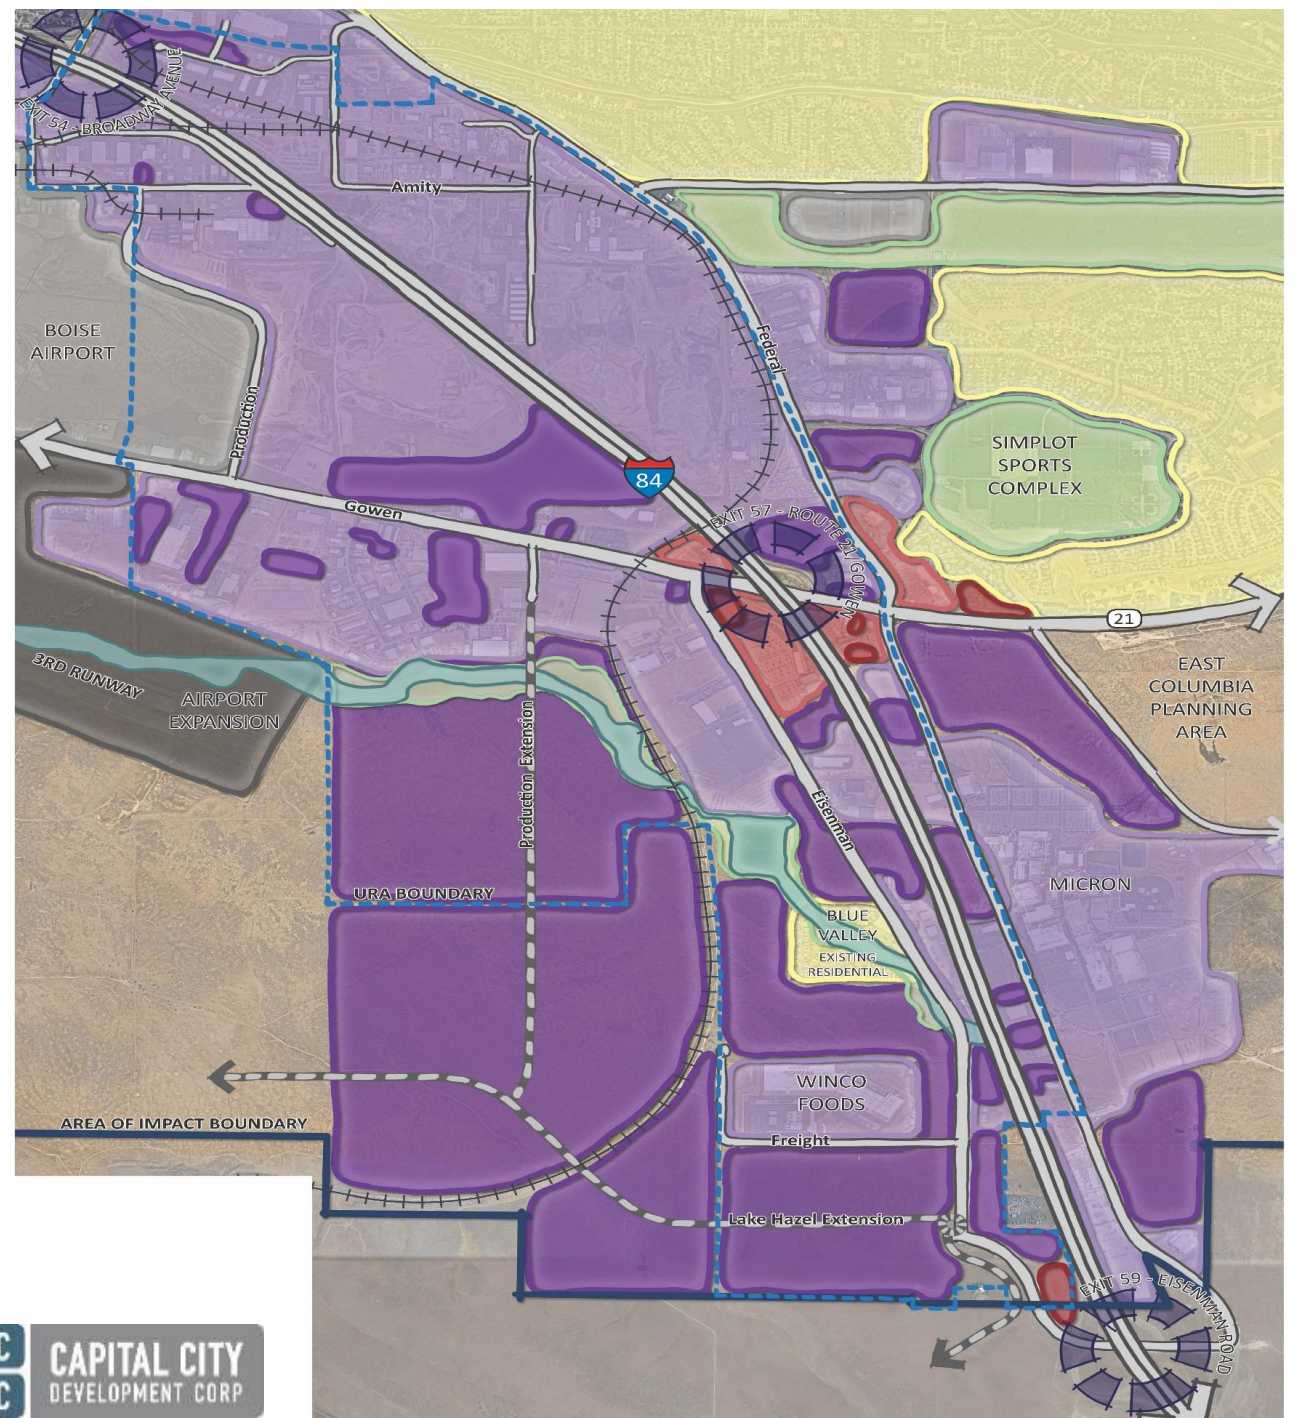 EXIT 54 - BROADWAY AVENUE
Amity
BOISE
AIRPORT
Production
Federal
SIMPLOT
SPORTS
COMPLEX
84
Gowen
EXIT 57 - ROUTE 21/GOWEN
21
3RD RUNWAY
AIRPORT
EXPANSION
EAST
COLUMBIA
PLANNING
AREA
Production Extension
Eisenman
URA BOUNDARY
MICRON
BLUE
VALLEY
EXISTING
RESIDENTIAL
WINCO
FOODS
AREA OF IMPACT BOUNDARY
Freight
Lake Hazel Extension
EXIT 59 - EISENMAN ROAD
C
C
CAPITAL CITY
DEVELOPMENT CORP